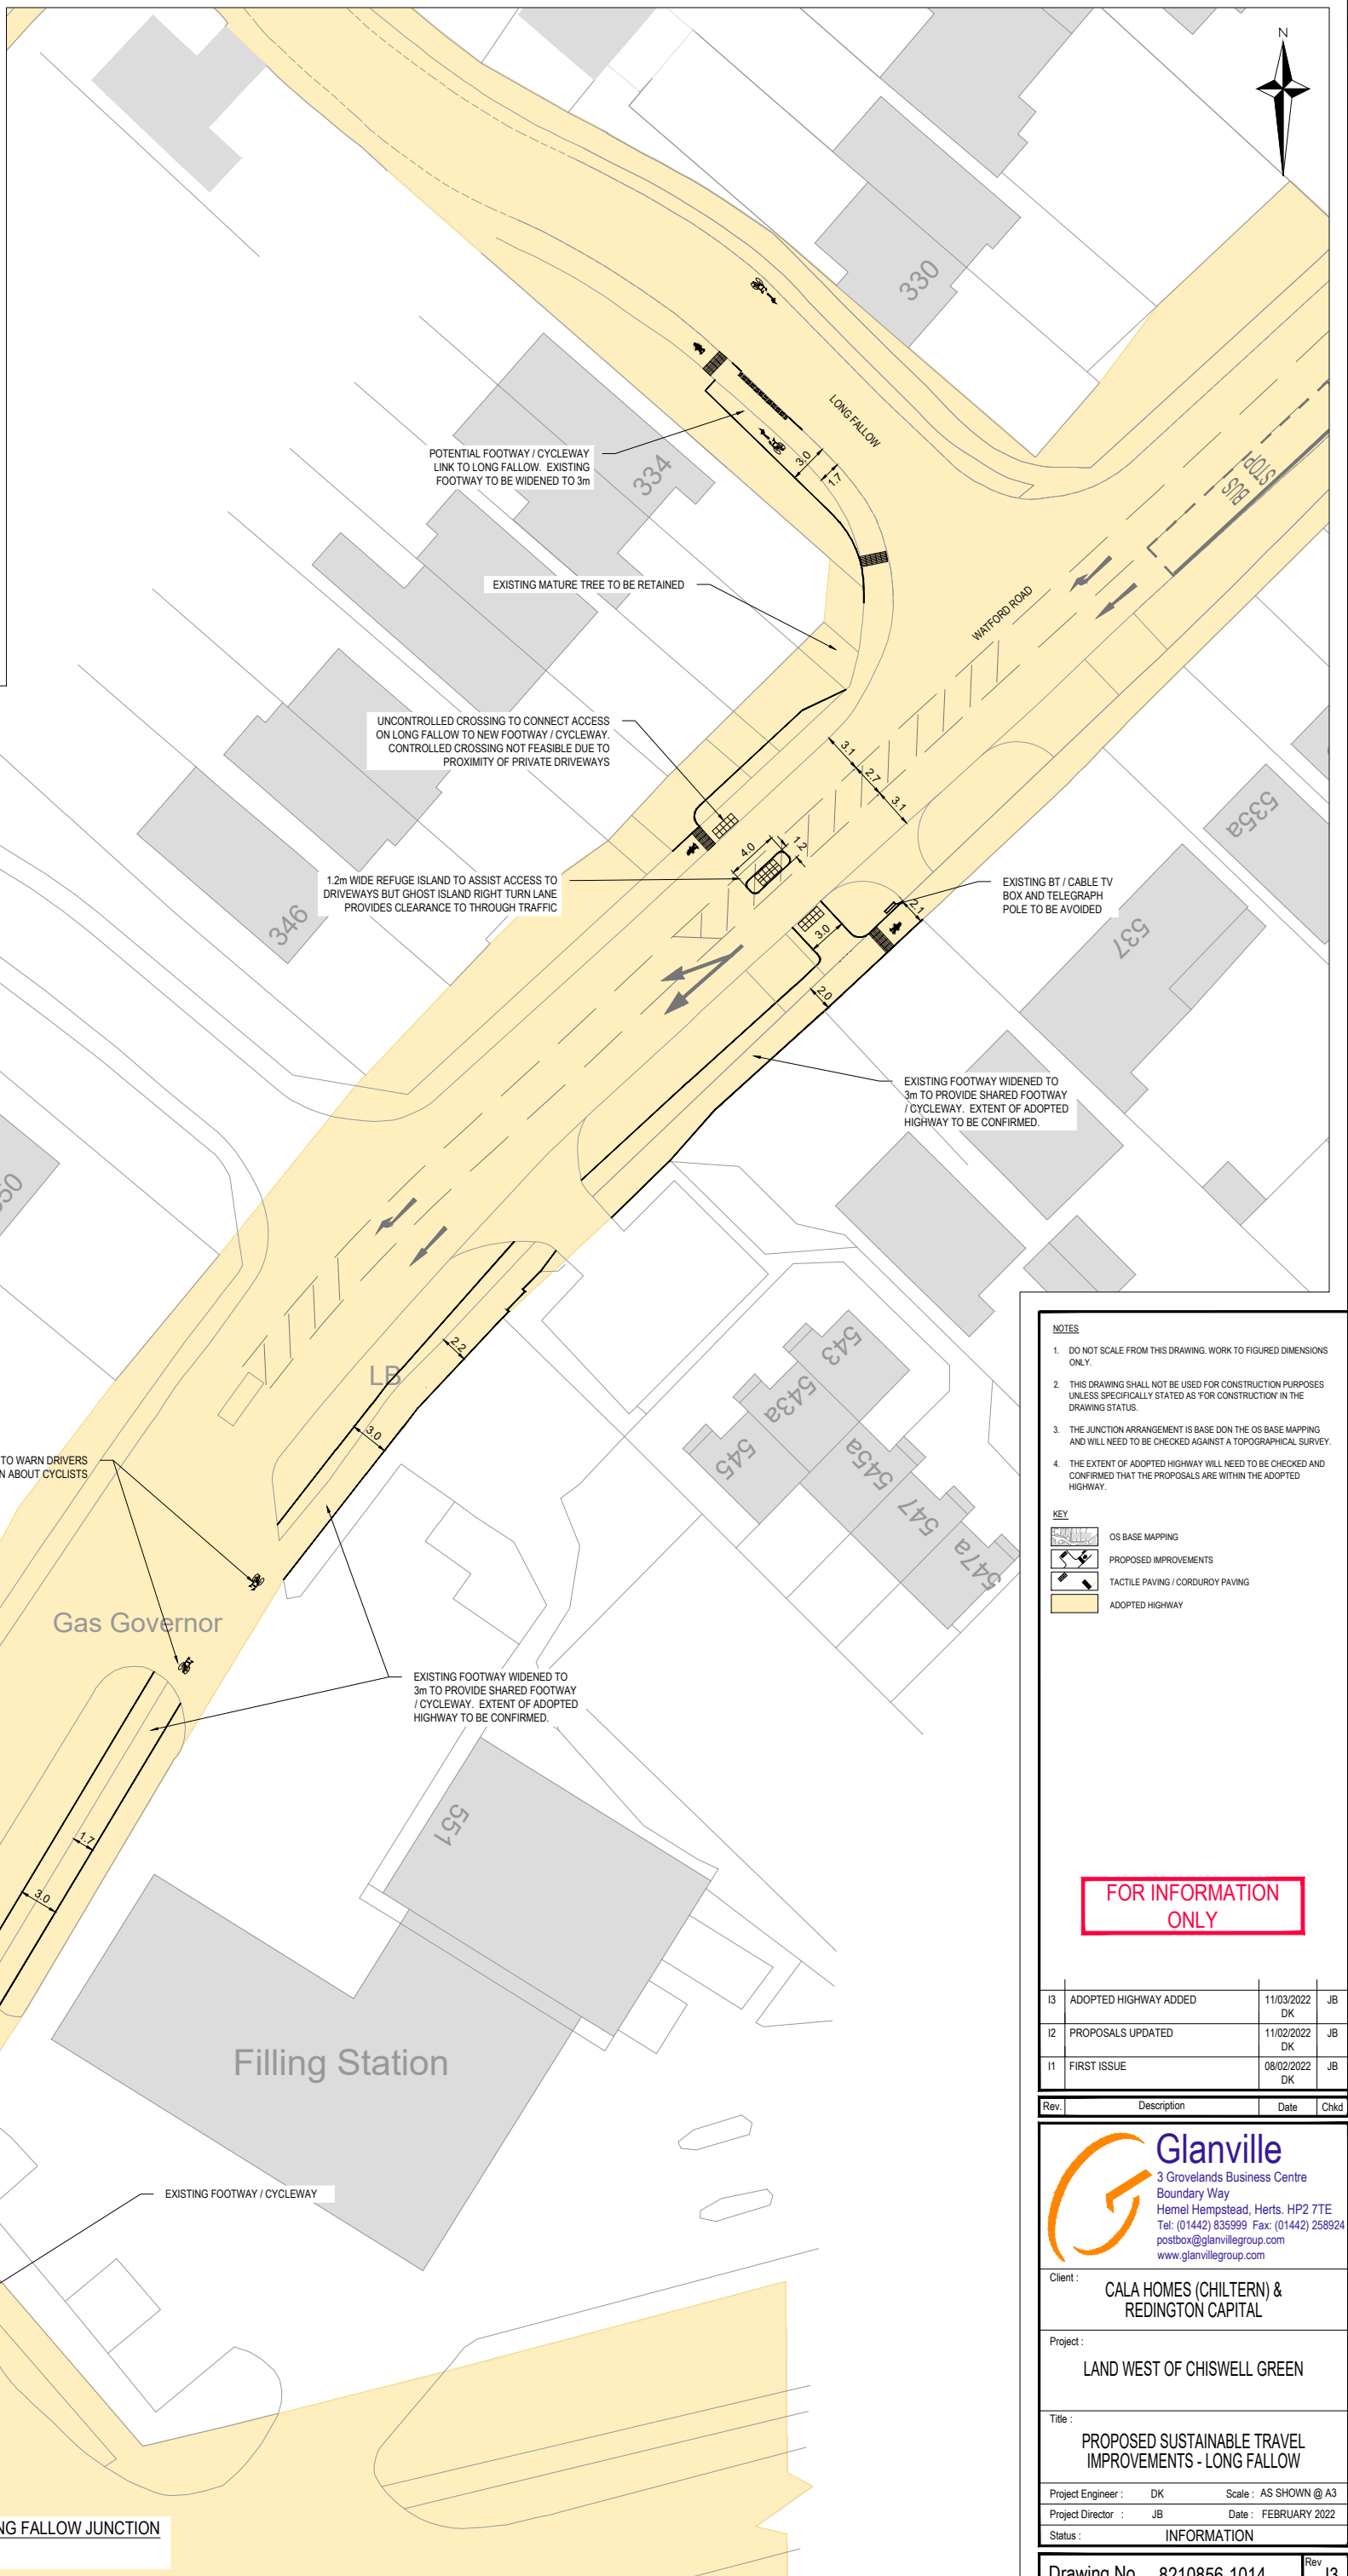 N
330
LONG FALLOW
POTENTIAL FOOTWAY / CYCLEWAY
LINK TO LONG FALLOW.  EXISTING
FOOTWAY TO BE WIDENED TO 3m
334
3.0
1.7
BUS
STOP
EXISTING MATURE TREE TO BE RETAINED
WATFORD ROAD
UNCONTROLLED CROSSING TO CONNECT ACCESS
ON LONG FALLOW TO NEW FOOTWAY / CYCLEWAY.
CONTROLLED CROSSING NOT FEASIBLE DUE TO
PROXIMITY OF PRIVATE DRIVEWAYS
3.1
2.7
3.1
535a
4.0
1.2
1.2m WIDE REFUGE ISLAND TO ASSIST ACCESS TO
DRIVEWAYS BUT GHOST ISLAND RIGHT TURN LANE
PROVIDES CLEARANCE TO THROUGH TRAFFIC
EXISTING BT / CABLE TV
BOX AND TELEGRAPH
POLE TO BE AVOIDED
346
2.1
3.0
537
2.0
EXISTING FOOTWAY WIDENED TO
3m TO PROVIDE SHARED FOOTWAY
/ CYCLEWAY.  EXTENT OF ADOPTED
HIGHWAY TO BE CONFIRMED.
50
2.2
LB
3.0
543
543a
545
545a
547
547a
TO WARN DRIVERS
N ABOUT CYCLISTS
Gas Governor
EXISTING FOOTWAY WIDENED TO
3m TO PROVIDE SHARED FOOTWAY
/ CYCLEWAY.  EXTENT OF ADOPTED
HIGHWAY TO BE CONFIRMED.
551
1.7
3.0
Filling Station
EXISTING FOOTWAY / CYCLEWAY
NG FALLOW JUNCTION
NOTES
1. DO NOT SCALE FROM THIS DRAWING. WORK TO FIGURED DIMENSIONS
ONLY.
2. THIS DRAWING SHALL NOT BE USED FOR CONSTRUCTION PURPOSES
UNLESS SPECIFICALLY STATED AS 'FOR CONSTRUCTION' IN THE
DRAWING STATUS.
3. THE JUNCTION ARRANGEMENT IS BASE DON THE OS BASE MAPPING
AND WILL NEED TO BE CHECKED AGAINST A TOPOGRAPHICAL SURVEY.
4. THE EXTENT OF ADOPTED HIGHWAY WILL NEED TO BE CHECKED AND
CONFIRMED THAT THE PROPOSALS ARE WITHIN THE ADOPTED
HIGHWAY.
KEY
OS BASE MAPPING
PROPOSED IMPROVEMENTS
TACTILE PAVING / CORDUROY PAVING
ADOPTED HIGHWAY
FOR INFORMATION
ONLY
I3 ADOPTED HIGHWAY ADDED 11/03/2022 JB
DK
I2 PROPOSALS UPDATED 11/02/2022 JB
DK
I1 FIRST ISSUE 08/02/2022 JB
DK
Rev. Description Date Chkd
Glanville
3 Grovelands Business Centre
Boundary Way
Hemel Hempstead, Herts. HP2 7TE
Tel: (01442) 835999  Fax: (01442) 258924
postbox@glanvillegroup.com
www.glanvillegroup.com
Client :
CALA HOMES (CHILTERN) &
REDINGTON CAPITAL
Project :
LAND WEST OF CHISWELL GREEN
Title :
PROPOSED SUSTAINABLE TRAVEL
IMPROVEMENTS - LONG FALLOW
Project Engineer : DK Scale : AS SHOWN @ A3
Project Director : JB Date : FEBRUARY 2022
Status : INFORMATION
Rev
Drawing No. 8210856-1014 I3